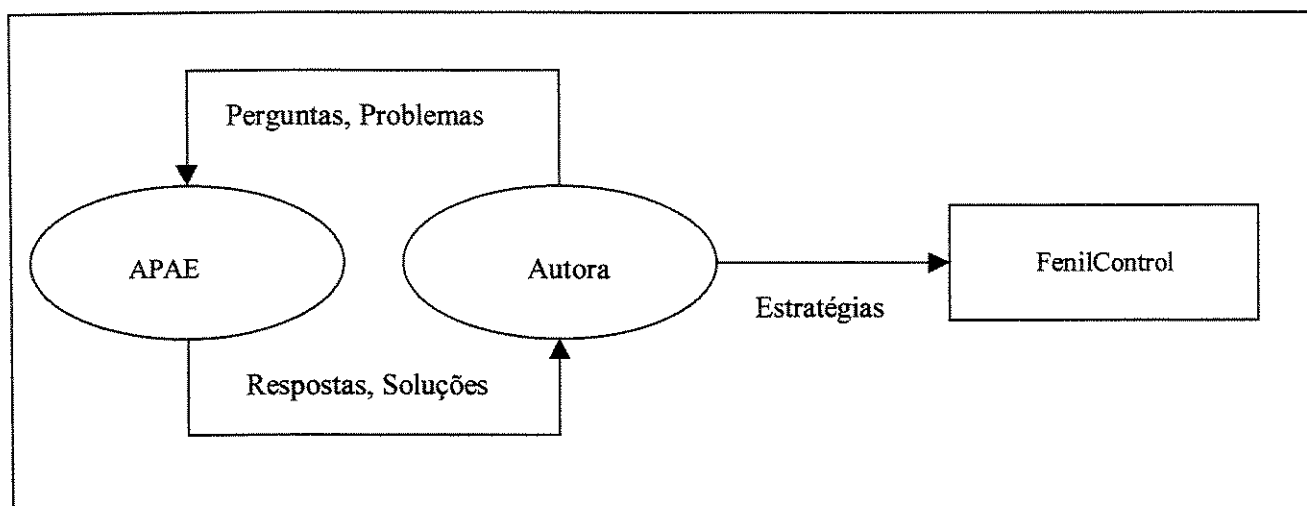 Perguntas, Problemas
APAE
Autora
FenilControl
Estratégias
Respostas, Soluções